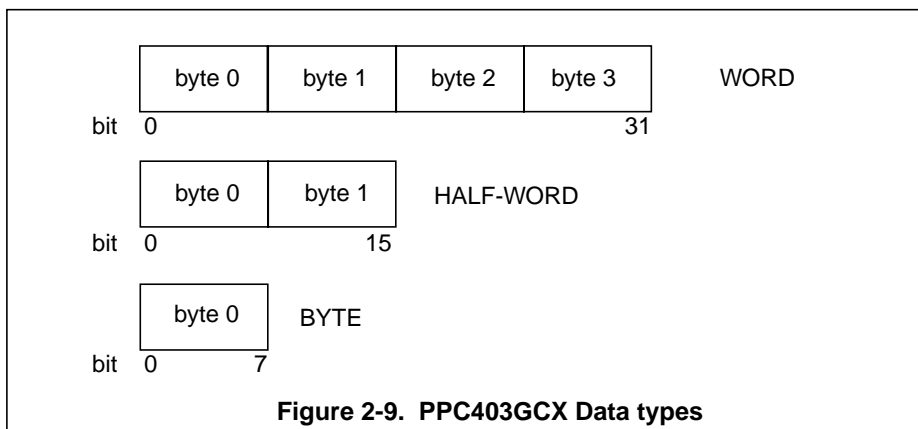 byte 0 byte 1 byte 2 byte 3 WORD
bit 0 31
byte 0 byte 1 HALF-WORD
bit 0 15
byte 0 BYTE
bit 0 7
Figure 2-9. PPC403GCX Data types